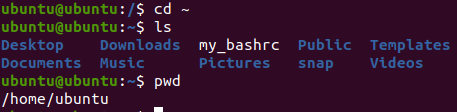 ubuntu@ubuntu:/$ cd ~
ubuntu@ubuntu:~$ ls
Desktop    Downloads  my_bashrc  Public  Templates
Documents  Music      Pictures   snap    Videos
ubuntu@ubuntu:~$ pwd
/home/ubuntu